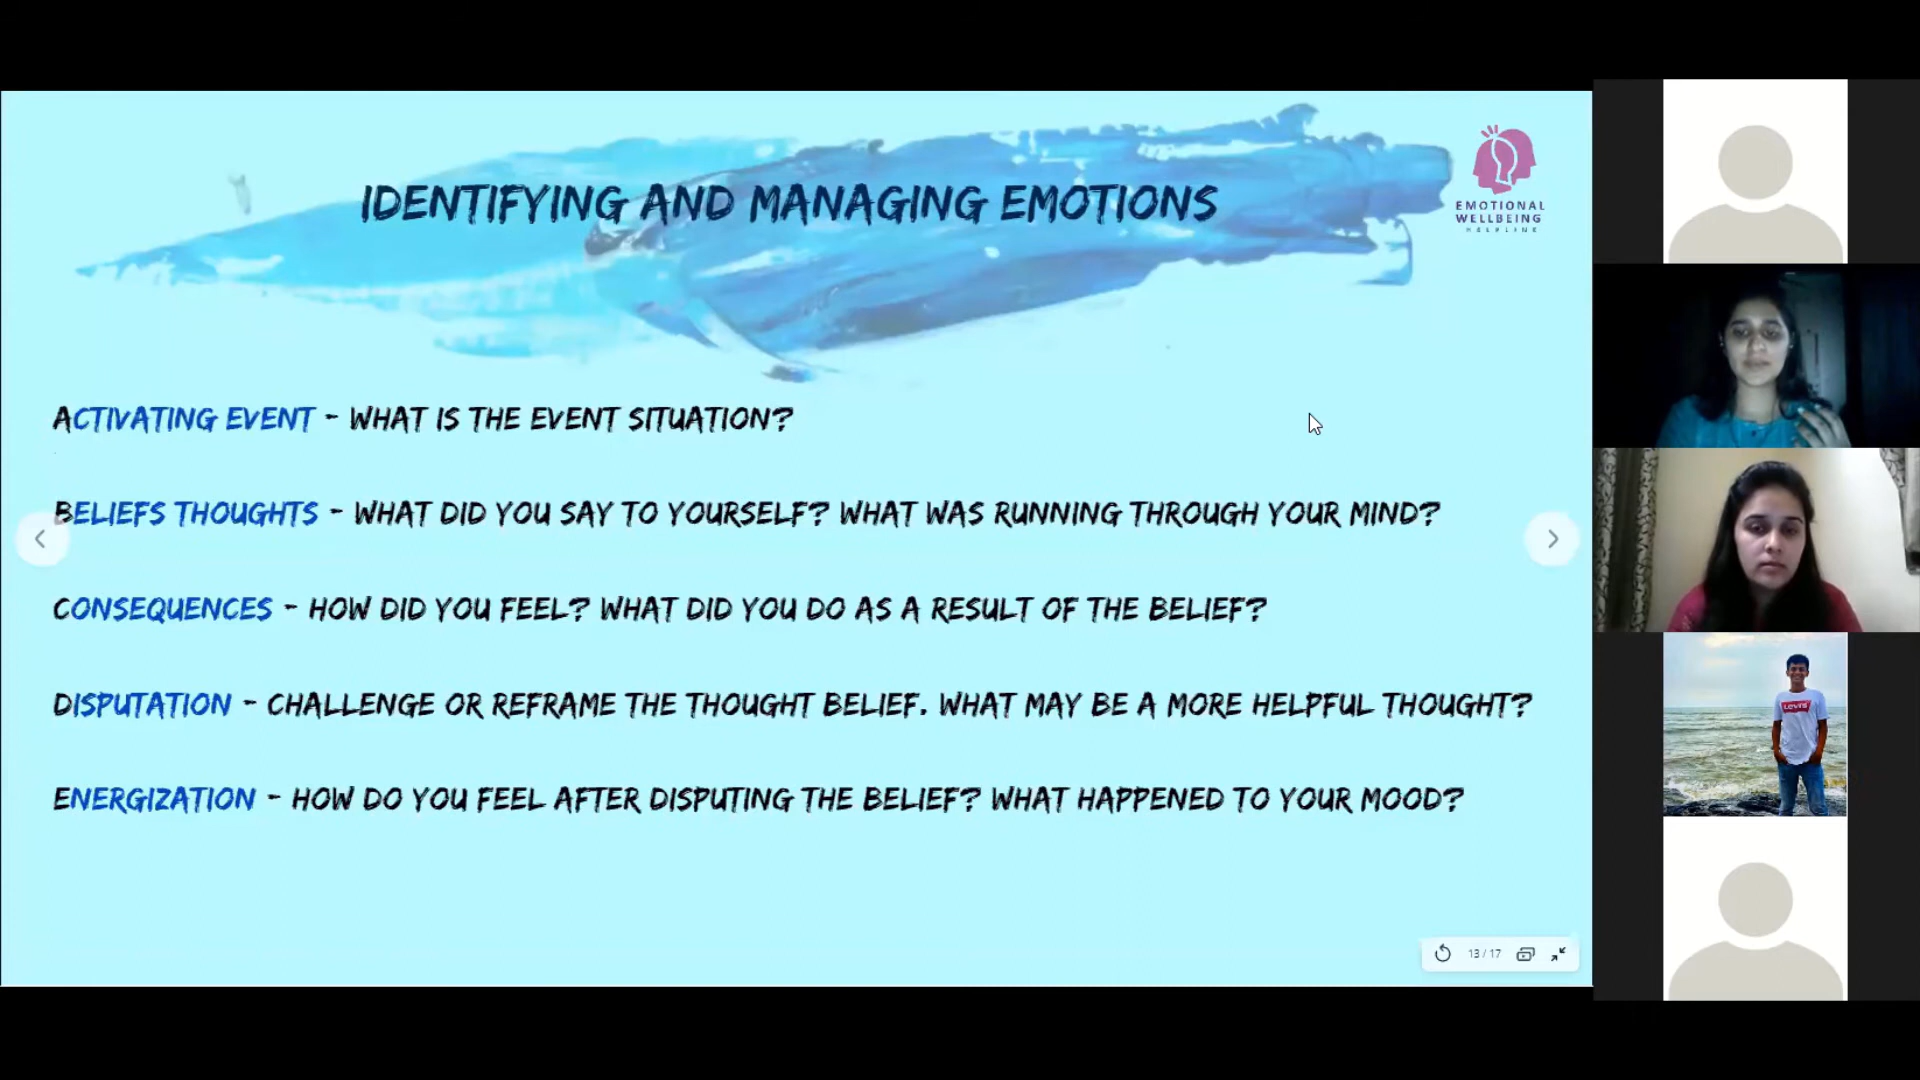 IDENTIFYING AND MANAGING EMOTIONS
EMOTIONAL
WELLBEING
HELPLINE
ACTIVATING EVENT - WHAT IS THE EVENT SITUATION?
BELIEFS THOUGHTS - WHAT DID YOU SAY TO YOURSELF? WHAT WAS RUNNING THROUGH YOUR MIND?
CONSEQUENCES - HOW DID YOU FEEL? WHAT DID YOU DO AS A RESULT OF THE BELIEF?
DISPUTATION - CHALLENGE OR REFRAME THE THOUGHT BELIEF. WHAT MAY BE A MORE HELPFUL THOUGHT?
ENERGIZATION - HOW DO YOU FEEL AFTER DISPUTING THE BELIEF? WHAT HAPPENED TO YOUR MOOD?
13 / 17
Levi's